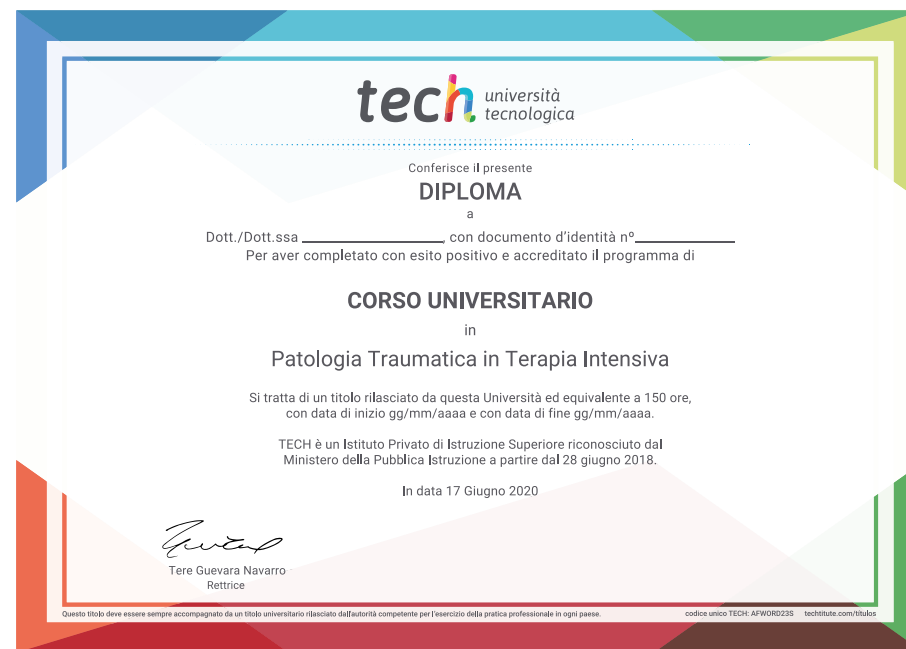 tech università
tecnologica
Conferisce il presente
DIPLOMA
a
Dott./Dott.ssa ____________________, con documento d'identità nº______________
Per aver completato con esito positivo e accreditato il programma di
CORSO UNIVERSITARIO
in
Patologia Traumatica in Terapia Intensiva
Si tratta di un titolo rilasciato da questa Università ed equivalente a 150 ore,
con data di inizio gg/mm/aaaa e con data di fine gg/mm/aaaa.
TECH è un Istituto Privato di Istruzione Superiore riconosciuto dal
Ministero della Pubblica Istruzione a partire dal 28 giugno 2018.
In data 17 Giugno 2020
Tere Guevara Navarro
Rettrice
Questo titolo deve essere sempre accompagnato da un titolo universitario rilasciato dall'autorità competente per l'esercizio della pratica professionale in ogni paese. codice unico TECH: AFWORD23S techtitute.com/títulos